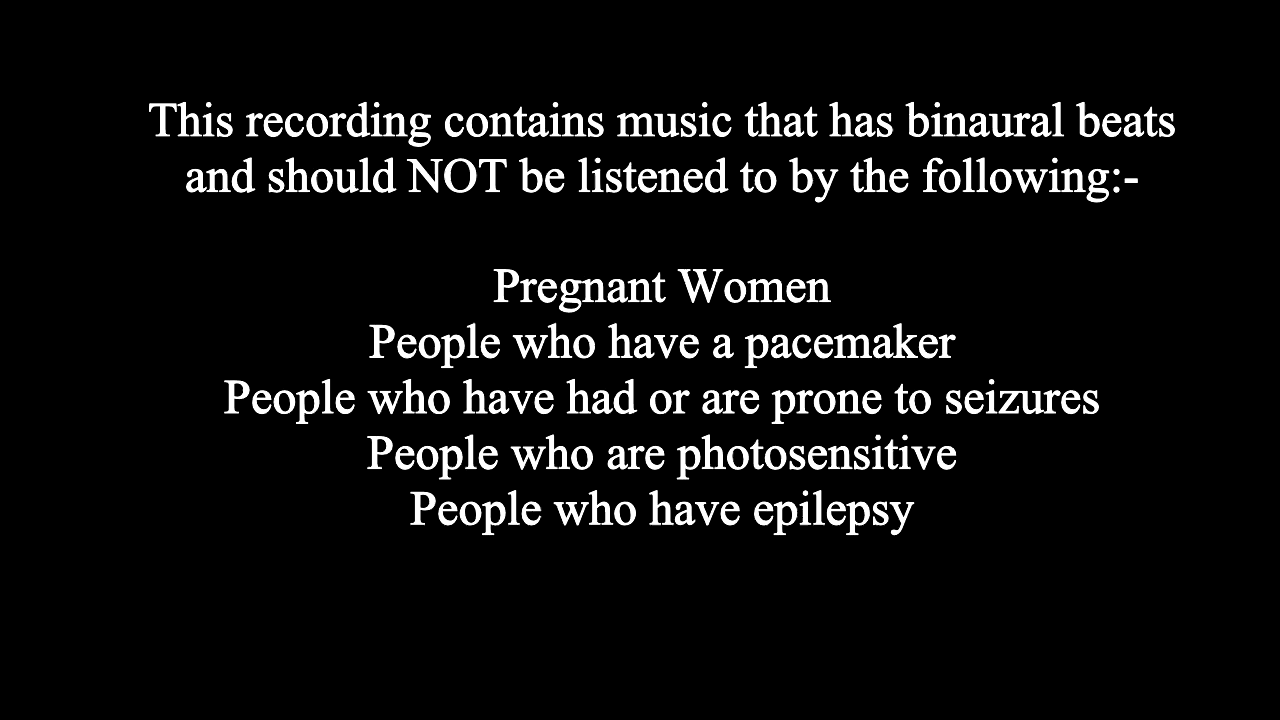 This recording contains music that has binaural beats
and should NOT be listened to by the following:-
Pregnant Women
People who have a pacemaker
People who have had or are prone to seizures
People who are photosensitive
People who have epilepsy